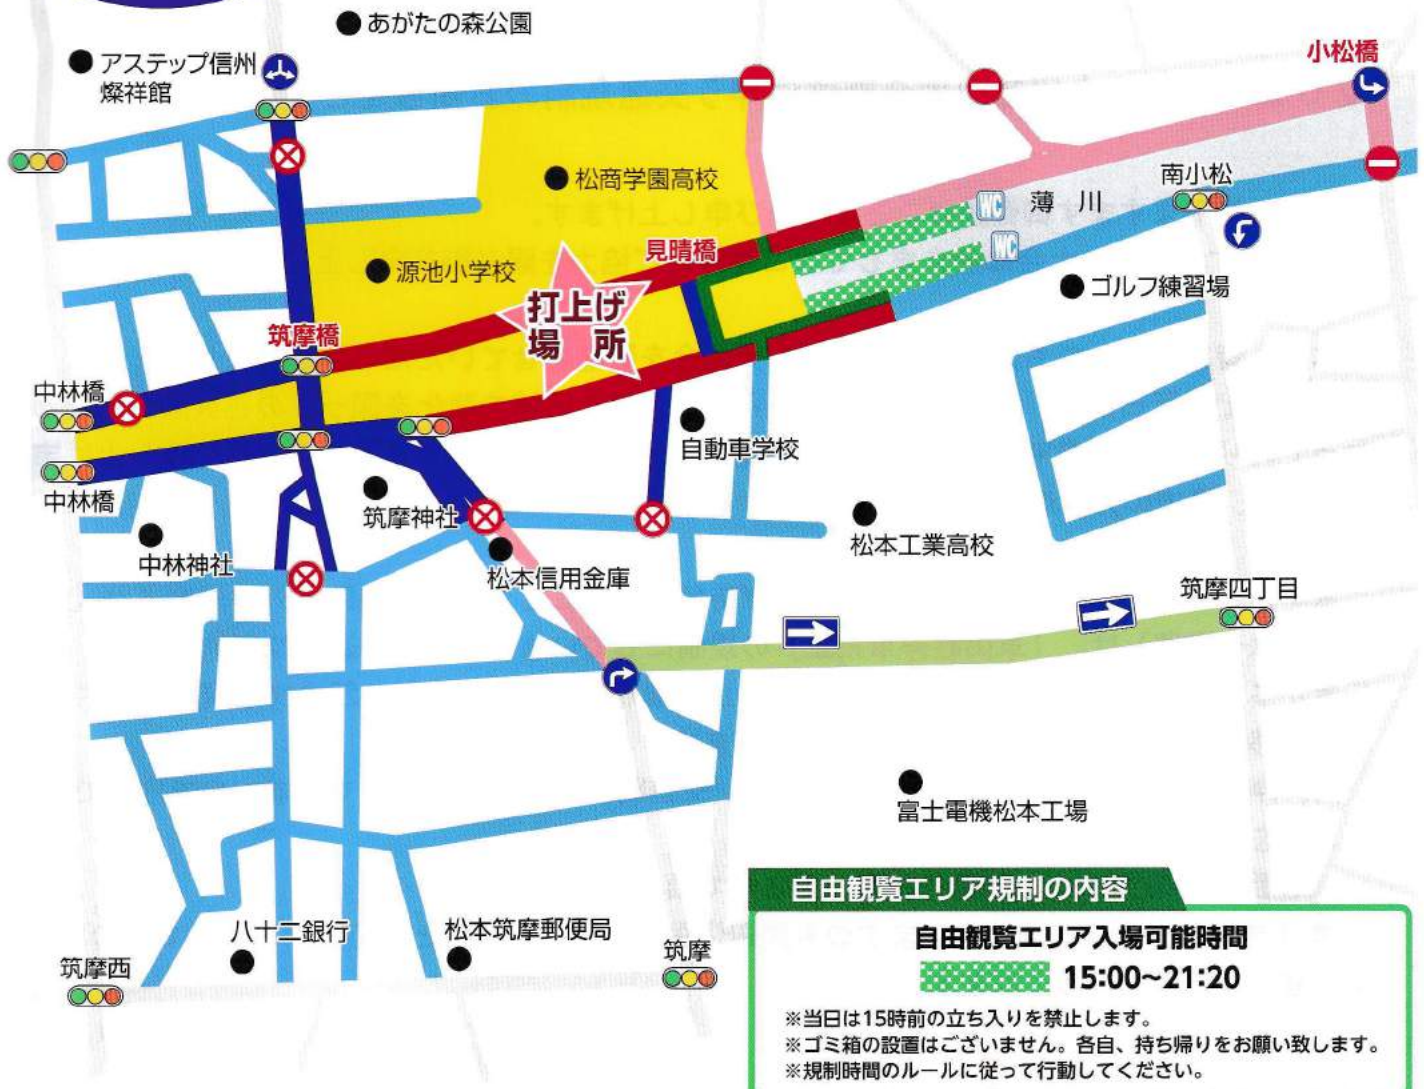 あがたの森公園
アステップ信州
燦祥館
小松橋
松商学園高校
南小松
WC
薄 川
WC
見晴橋
源池小学校
ゴルフ練習場
打上げ
場 所
筑摩橋
中林橋
自動車学校
中林橋
筑摩神社
松本工業高校
中林神社
松本信用金庫
筑摩四丁目
富士電機松本工場
自由観覧エリア規制の内容
自由観覧エリア入場可能時間
15:00~21:20
八十二銀行
松本筑摩郵便局
筑摩
筑摩西
※当日は15時前の立ち入りを禁止します。
※ゴミ箱の設置はございません。各自、持ち帰りをお願い致します。
※規制時間のルールに従って行動してください。